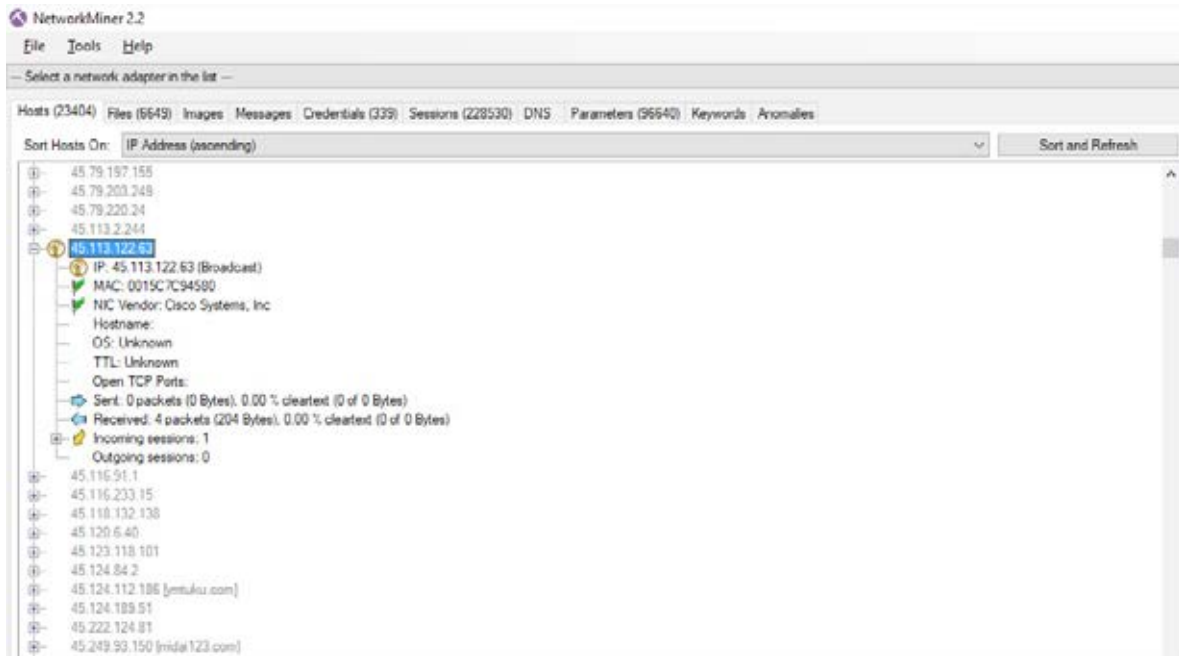 NetworkMiner 2.2
File Tools Help
--- Select a network adapter in the list ---
Hosts (23404) Files (6649) Images Messages Credentials (339) Sessions (228530) DNS Parameters (96640) Keywords Anomalies
Sort Hosts On: IP Address (ascending) Sort and Refresh
45.79.197.155
45.79.203.249
45.79.220.24
45.113.2.244
45.113.122.63
IP: 45.113.122.63 (Broadcast)
MAC: 0015C7C94580
NIC Vendor: Cisco Systems, Inc
Hostname:
OS: Unknown
TTL: Unknown
Open TCP Ports:
Sent: 0 packets (0 Bytes), 0.00 % cleartext (0 of 0 Bytes)
Received: 4 packets (204 Bytes), 0.00 % cleartext (0 of 0 Bytes)
Incoming sessions: 1
Outgoing sessions: 0
45.116.91.1
45.116.233.15
45.118.132.138
45.120.6.40
45.123.118.101
45.124.84.2
45.124.112.186 [ymtuku.com]
45.124.189.51
45.222.124.81
45.249.93.150 [midai123.com]